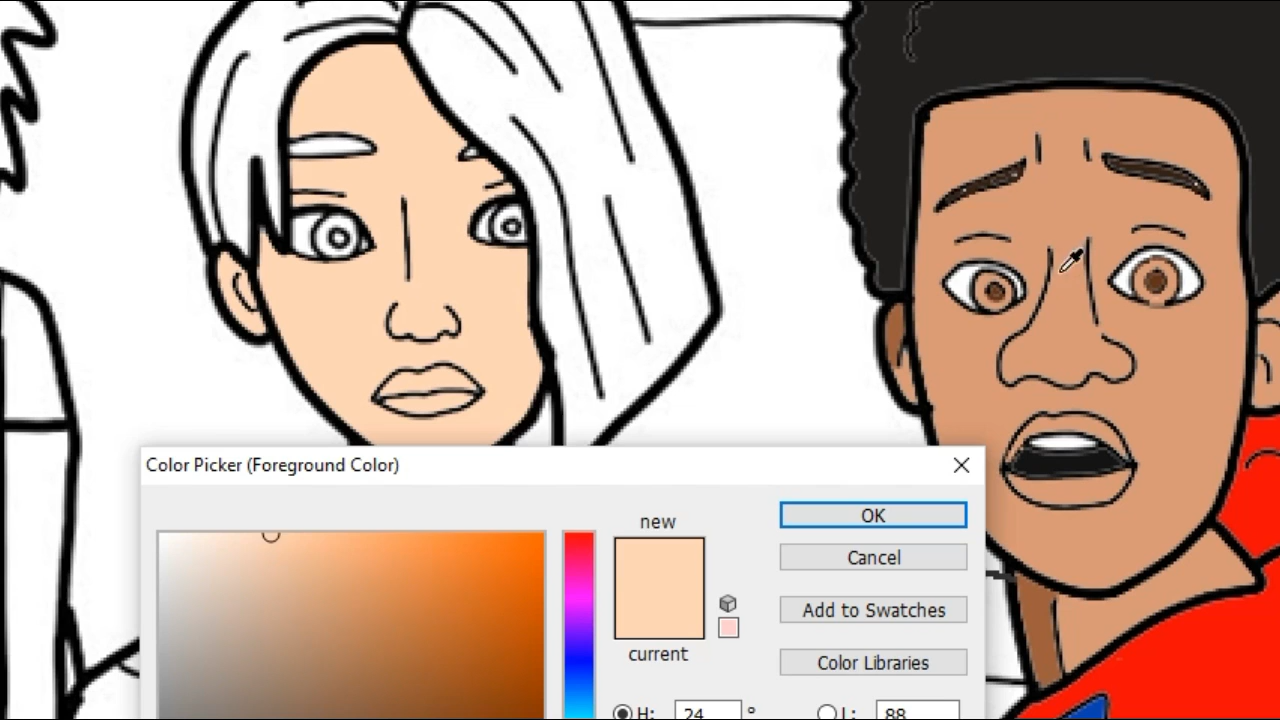 Color Picker (Foreground Color)
new
OK
Cancel
Add to Swatches
current
Color Libraries
H: 24 °
L: 88